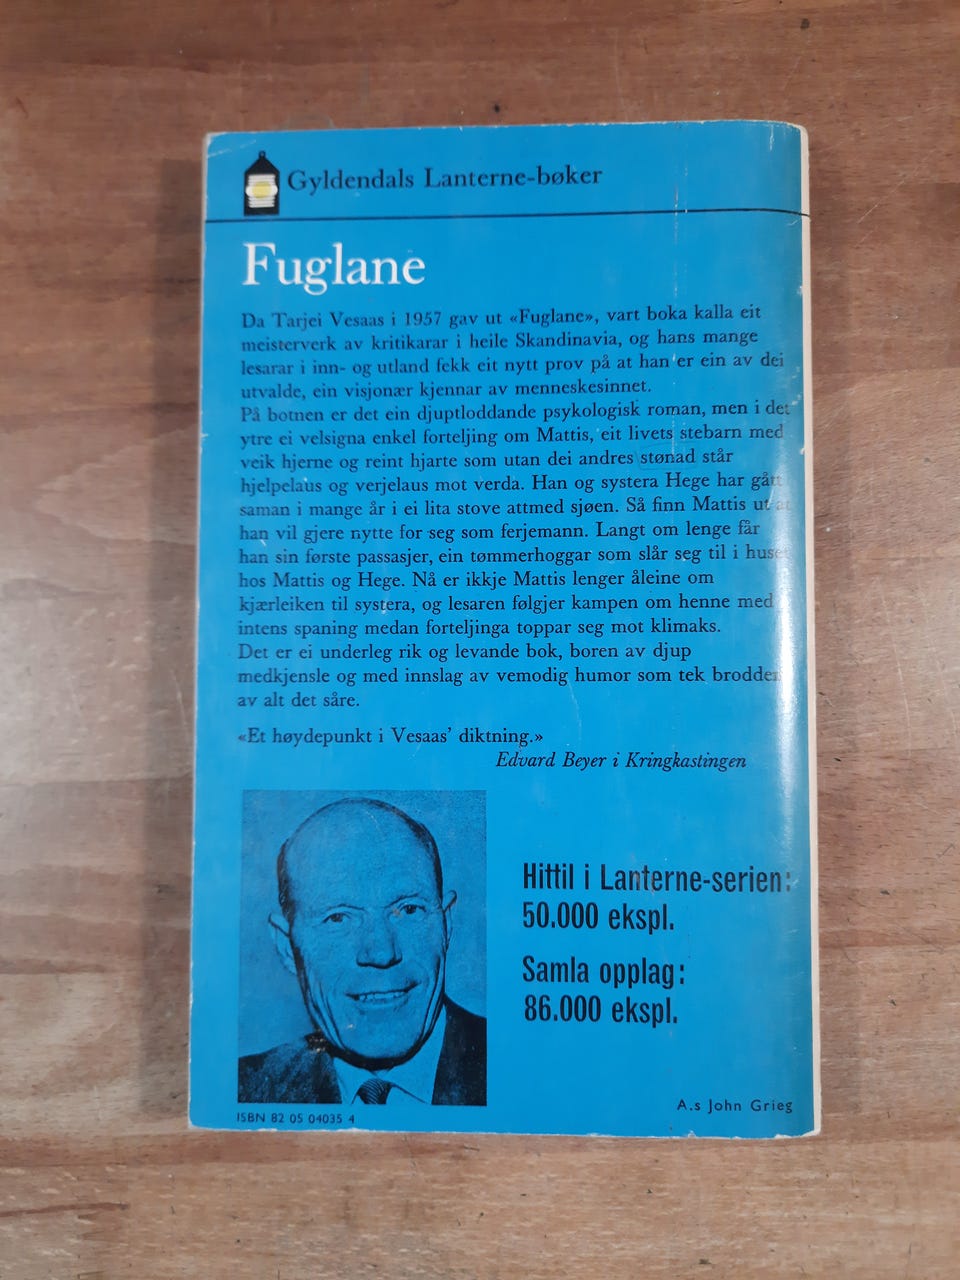 Gyldendals Lanterne-bøker
Fuglane
Da Tarjei Vesaas i 1957 gav ut «Fuglane», vart boka kalla eit
meisterverk av kritikarar i heile Skandinavia, og hans mange
lesarar i inn- og utland fekk eit nytt prov på at han er ein av dei
utvalde, ein visjonær kjennar av menneskesinnet.
På botnen er det ein djuptloddande psykologisk roman, men i det
ytre ei velsigna enkel forteljing om Mattis, eit livets stebarn med
veik hjerne og reint hjarte som utan dei andres stønad står
hjelpelaus og verjelaus mot verda. Han og systera Hege har gått
saman i mange år i ei lita stove attmed sjøen. Så finn Mattis ut at
han vil gjere nytte for seg som ferjemann. Langt om lenge får
han sin første passasjer, ein tømmerhoggar som slår seg til i huset
hos Mattis og Hege. Nå er ikkje Mattis lenger åleine om
kjærleiken til systera, og lesaren følgjer kampen om henne med
intens spaning medan forteljinga toppar seg mot klimaks.
Det er ei underleg rik og levande bok, boren av djup
medkjensle og med innslag av vemodig humor som tek brodden
av alt det såre.
«Et høydepunkt i Vesaas' diktning.»
Edvard Beyer i Kringkastingen
Hittil i Lanterne-serien:
50.000 ekspl.
Samla opplag:
86.000 ekspl.
A.s John Grieg
ISBN 82 05 04035 4